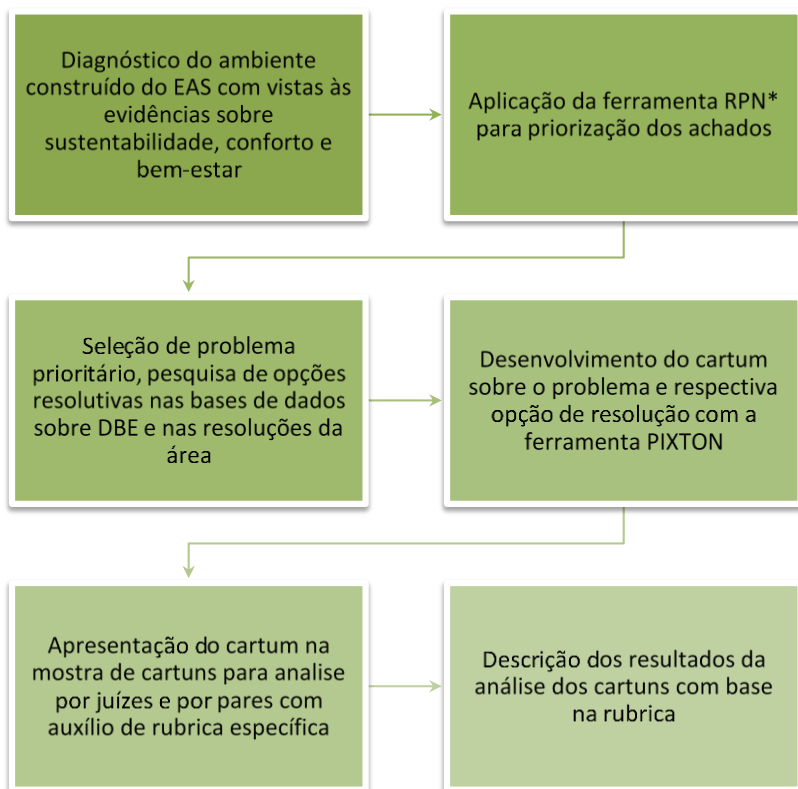 Diagnóstico do ambiente
construído do EAS com vistas às
evidências sobre
sustentabilidade, conforto e
bem-estar
Aplicação da ferramenta RPN*
para priorização dos achados
Seleção de problema
prioritário, pesquisa de opções
resolutivas nas bases de dados
sobre DBE e nas resoluções da
área
Desenvolvimento do cartum
sobre o problema e respectiva
opção de resolução com a
ferramenta PIXTON
Apresentação do cartum na
mostra de cartuns para analise
por juízes e por pares com
auxílio de rubrica específica
Descrição dos resultados da
análise dos cartuns com base
na rubrica